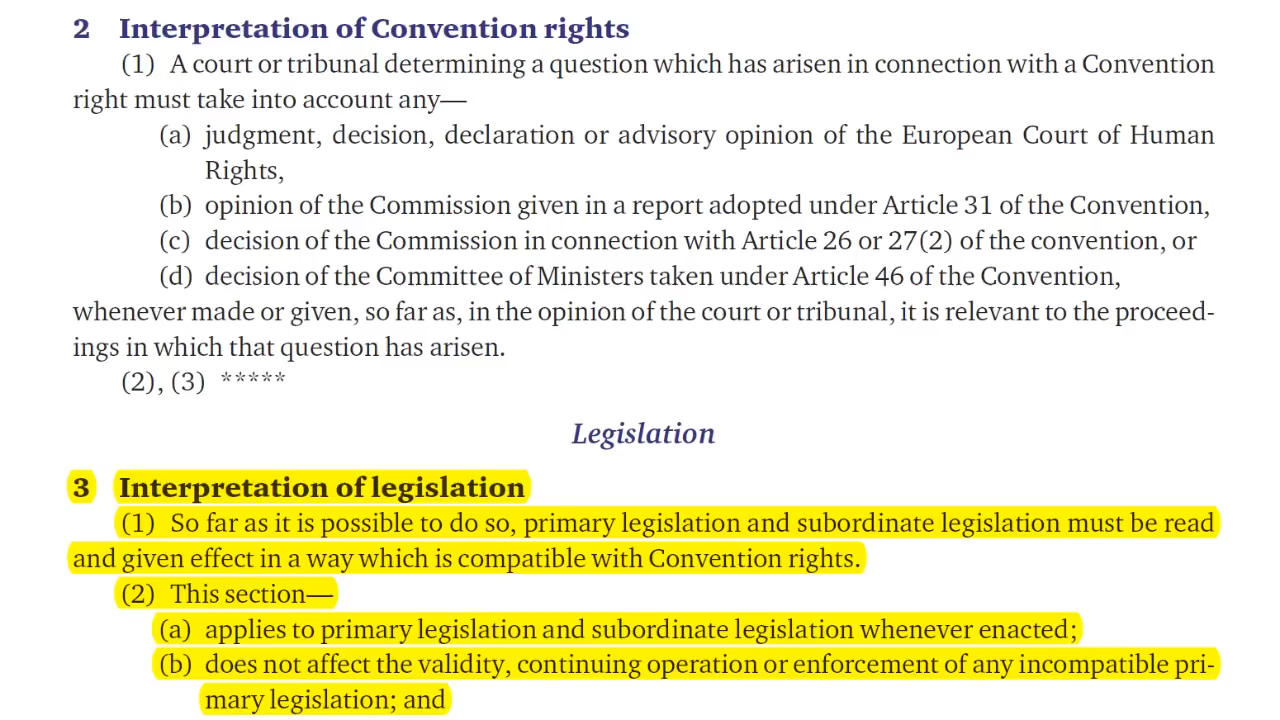 2 Interpretation of Convention rights
(1) A court or tribunal determining a question which has arisen in connection with a Convention
right must take into account any—
(a) judgment, decision, declaration or advisory opinion of the European Court of Human
Rights,
(b) opinion of the Commission given in a report adopted under Article 31 of the Convention,
(c) decision of the Commission in connection with Article 26 or 27(2) of the convention, or
(d) decision of the Committee of Ministers taken under Article 46 of the Convention,
whenever made or given, so far as, in the opinion of the court or tribunal, it is relevant to the proceed-
ings in which that question has arisen.
(2), (3) *****
Legislation
3 Interpretation of legislation
(1) So far as it is possible to do so, primary legislation and subordinate legislation must be read
and given effect in a way which is compatible with Convention rights.
(2) This section—
(a) applies to primary legislation and subordinate legislation whenever enacted;
(b) does not affect the validity, continuing operation or enforcement of any incompatible pri-
mary legislation; and